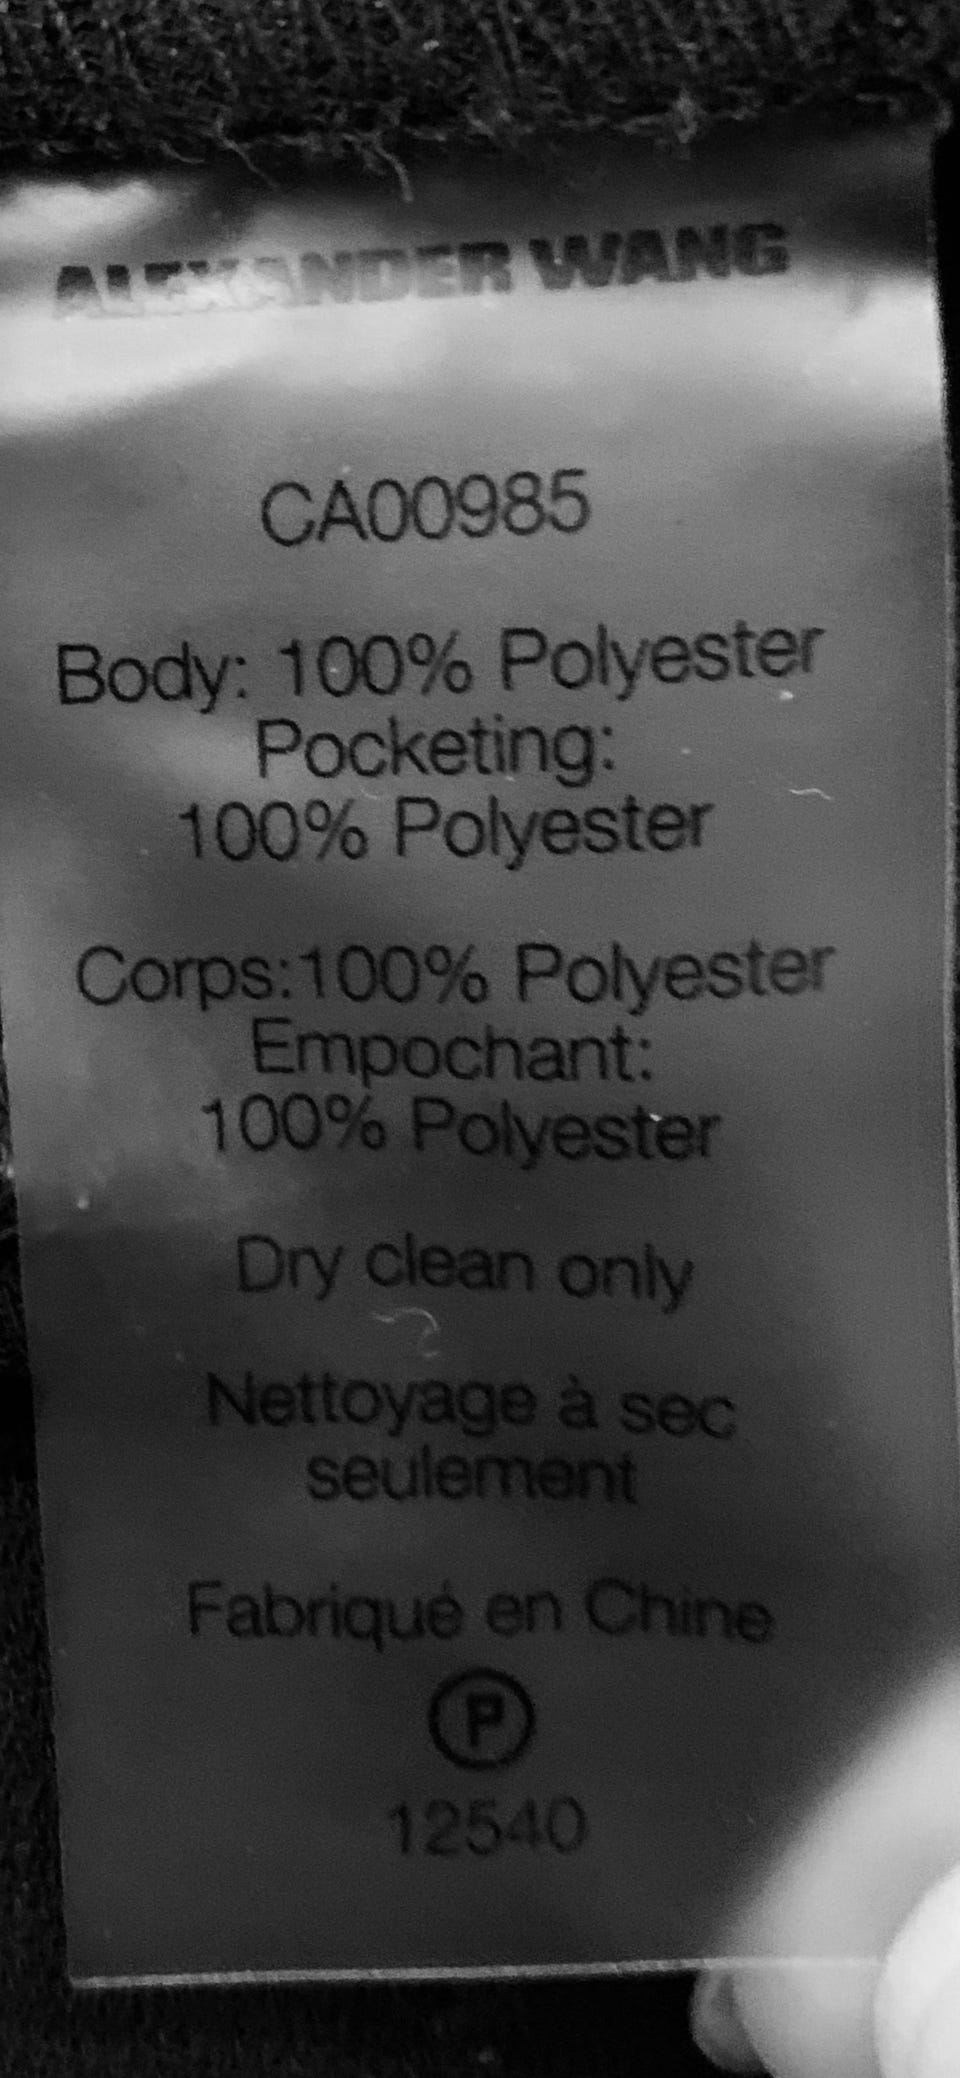 ALEXANDER WANG
CA00985
Body: 100% Polyester
Pocketing:
100% Polyester
Corps:100% Polyester
Empochant:
100% Polyester
Dry clean only
Nettoyage à sec
seulement
Fabriqué en Chine
P
12540